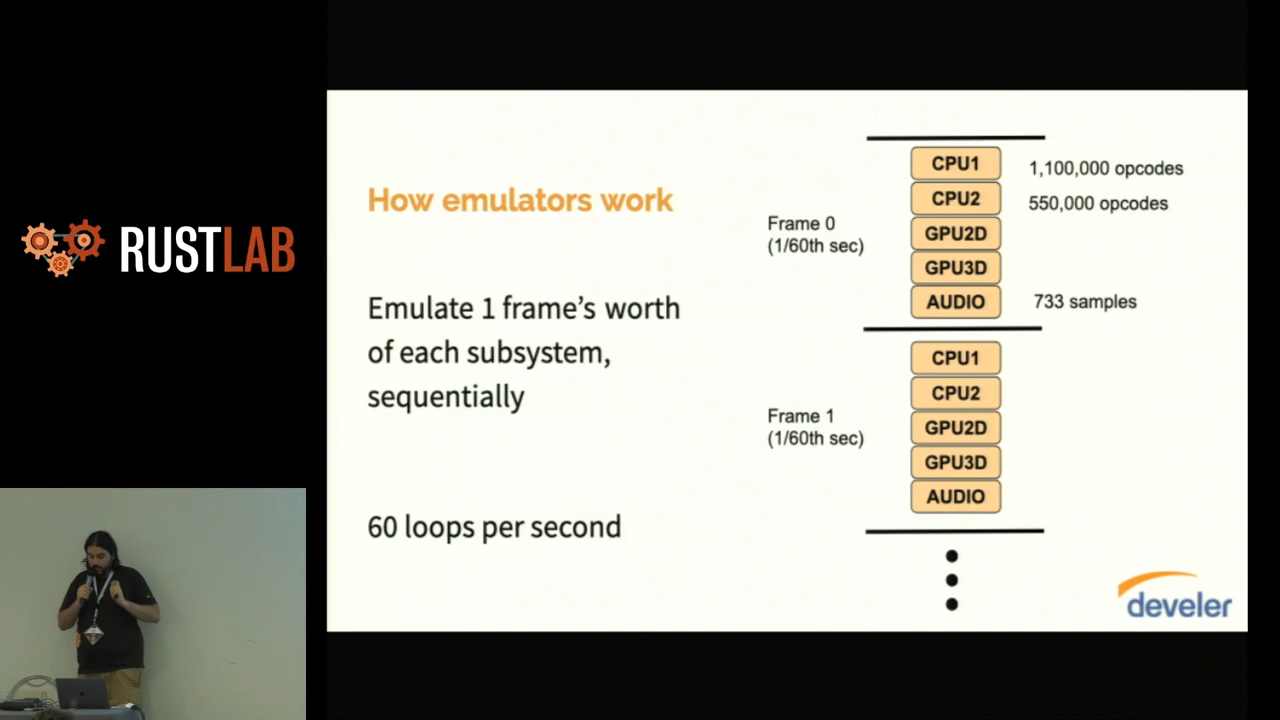 RUSTLAB
How emulators work
Emulate 1 frame's worth
of each subsystem,
sequentially
60 loops per second
Frame 0
(1/60th sec)
CPU1
1,100,000 opcodes
CPU2
550,000 opcodes
GPU2D
GPU3D
AUDIO
733 samples
Frame 1
(1/60th sec)
CPU1
CPU2
GPU2D
GPU3D
AUDIO
develer